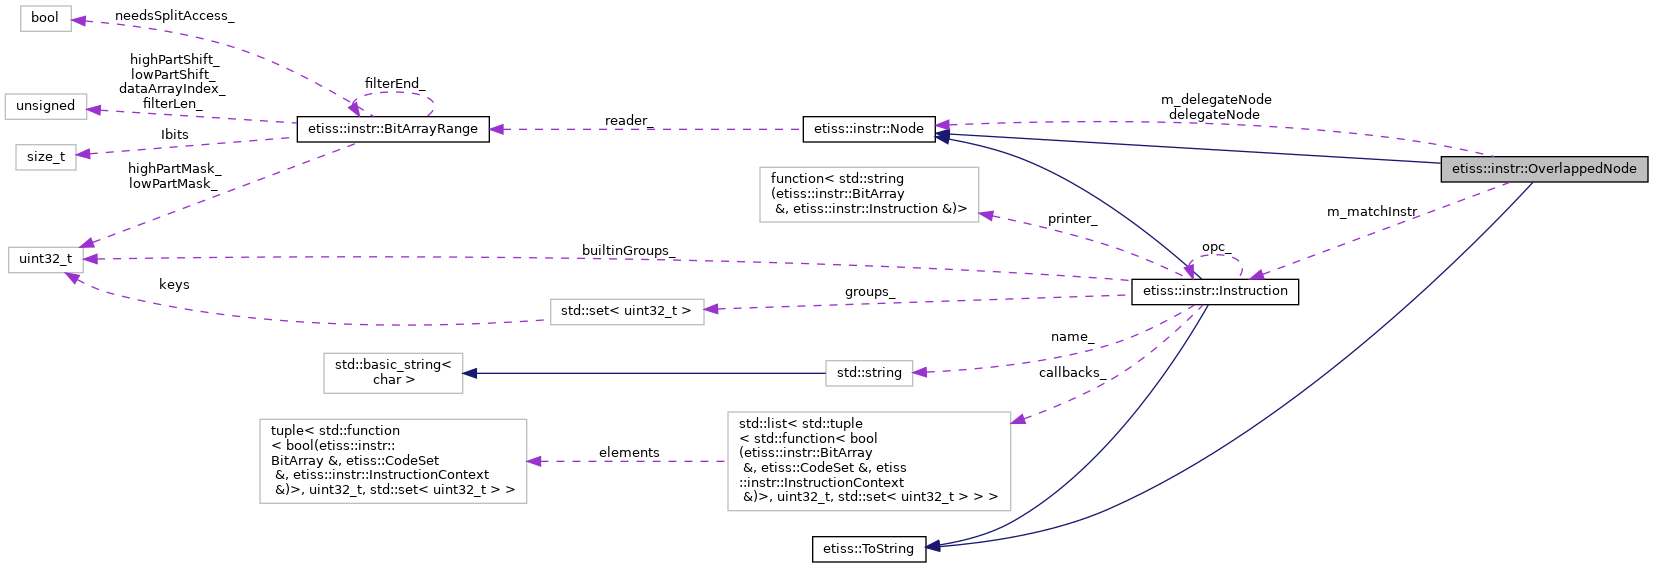 bool
needsSplitAccess_
highPartShift_
lowPartShift_
dataArrayIndex_
filterLen_
unsigned
filterEnd_
etiss::instr::BitArrayRange
Ibits
size_t
highPartMask_
lowPartMask_
reader_
etiss::instr::Node
m_delegateNode
delegateNode
etiss::instr::OverlappedNode
function< std::string
(etiss::instr::BitArray
&, etiss::instr::Instruction &)>
printer_
m_matchInstr
opc_
uint32_t
builtinGroups_
etiss::instr::Instruction
keys
std::set< uint32_t >
groups_
name_
std::basic_string<
char >
std::string
callbacks_
tuple< std::function
< bool(etiss::instr::
BitArray &, etiss::CodeSet
&, etiss::instr::InstructionContext
&)>, uint32_t, std::set< uint32_t > >
elements
std::list< std::tuple
< std::function< bool
(etiss::instr::BitArray
&, etiss::CodeSet &, etiss
::instr::InstructionContext
&)>, uint32_t, std::set< uint32_t > > >
etiss::ToString